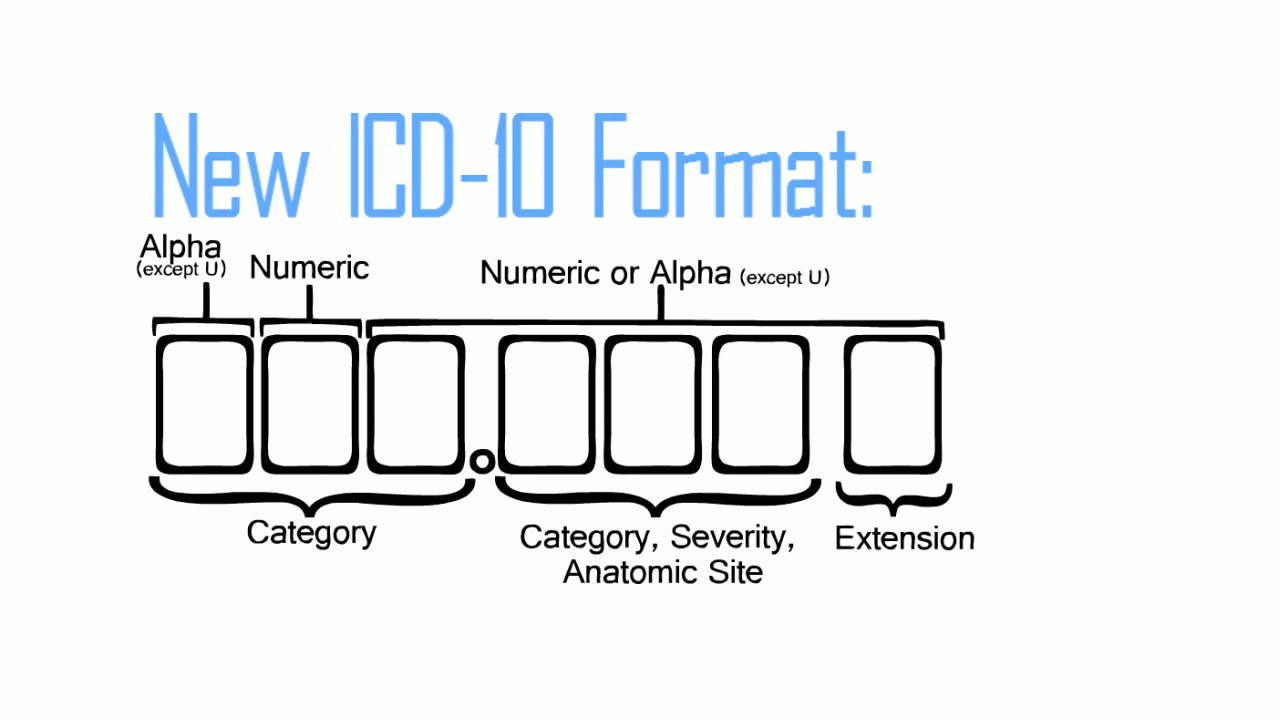 New ICD-10 Format:
Alpha
(except U)
Numeric
Numeric or Alpha (except U)
Category
Category, Severity,
Anatomic Site
Extension